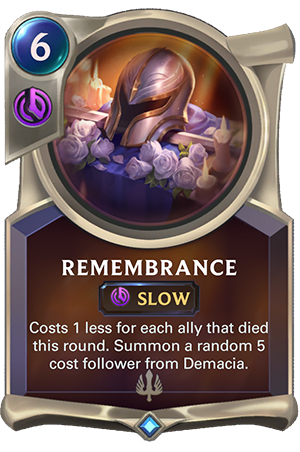 6
REMEMBRANCE
SLOW
Costs 1 less for each ally that died
this round. Summon a random 5
cost follower from Demacia.